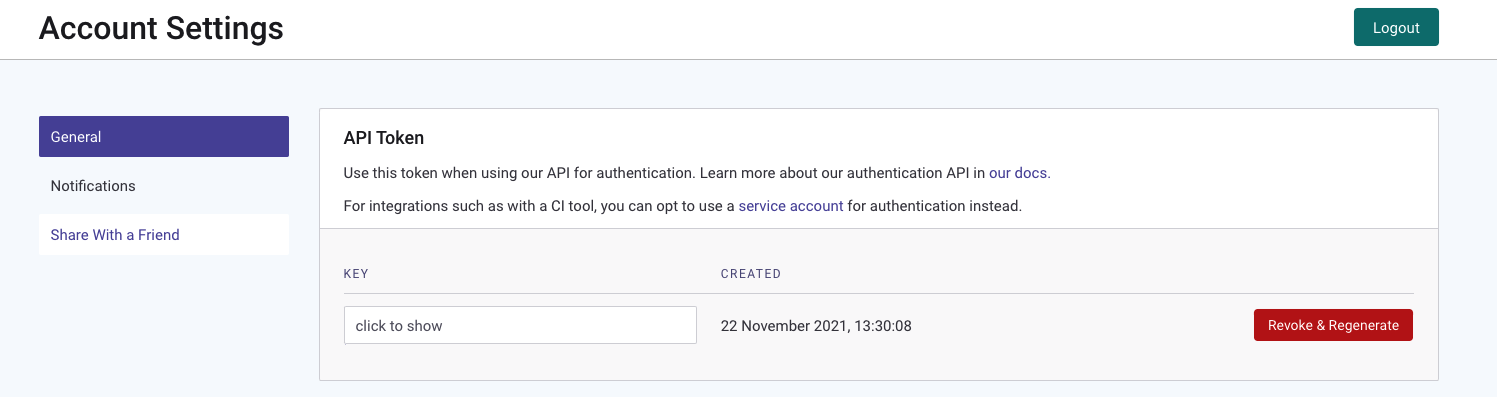 Account Settings
Logout
General
Notifications
Share With a Friend
API Token
Use this token when using our API for authentication. Learn more about our authentication API in our docs.
For integrations such as with a CI tool, you can opt to use a service account for authentication instead.
KEY CREATED
click to show 22 November 2021, 13:30:08 Revoke & Regenerate